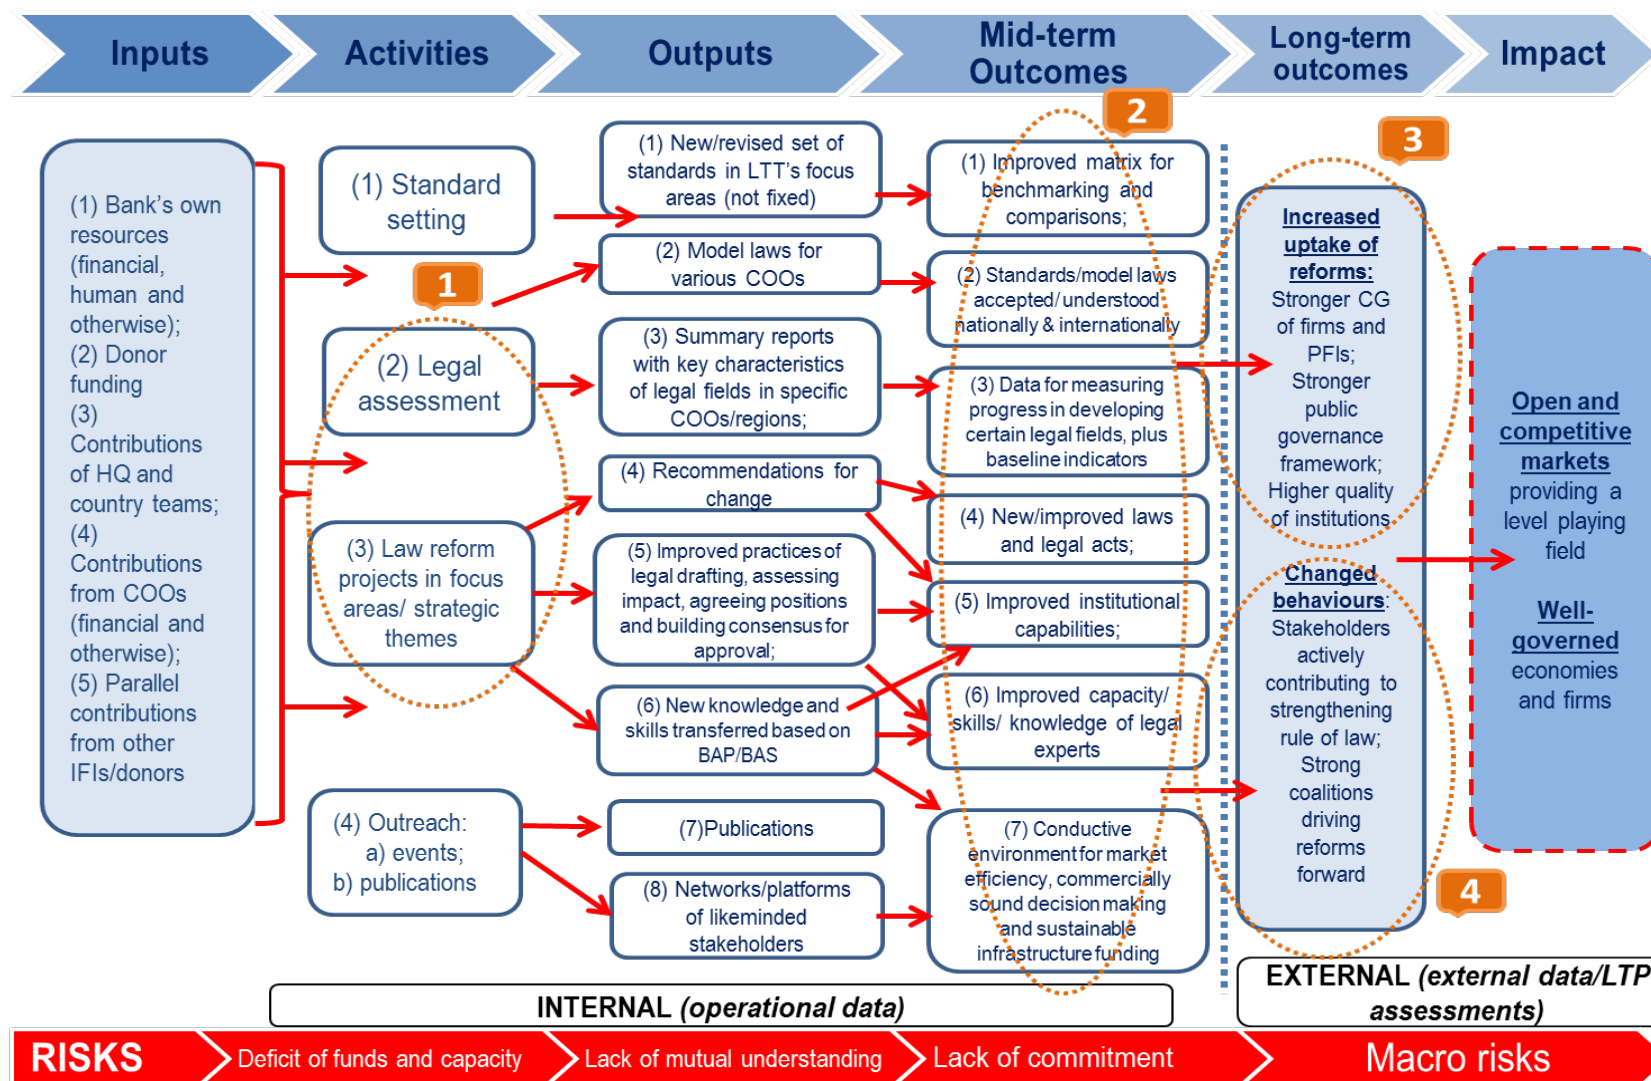 Inputs
Activities
Outputs
Mid-term
Outcomes
Long-term
outcomes
Impact
(1) Bank's own
resources
(financial,
human and
otherwise);
(2) Donor
funding
(3)
Contributions
of HQ and
country teams;
(4)
Contributions
from COOs
(financial and
otherwise);
(5) Parallel
contributions
from other
IFIs/donors
(1) Standard
setting
1
(2) Legal
assessment
(3) Law reform
projects in focus
areas/ strategic
themes
(4) Outreach:
a) events;
b) publications
(1) New/revised set of
standards in LTT's focus
areas (not fixed)
(2) Model laws for
various COOs
(3) Summary reports
with key characteristics
of legal fields in specific
COOs/regions;
(4) Recommendations for
change
(5) Improved practices of
legal drafting, assessing
impact, agreeing positions
and building consensus for
approval;
(6) New knowledge and
skills transferred based on
BAP/BAS
(7)Publications
(8) Networks/platforms
of likeminded
stakeholders
2
(1) Improved matrix for
benchmarking and
comparisons;
(2) Standards/model laws
accepted/ understood
nationally & internationally
(3) Data for measuring
progress in developing
certain legal fields, plus
baseline indicators
(4) New/improved laws
and legal acts;
(5) Improved institutional
capabilities;
(6) Improved capacity/
skills/ knowledge of legal
experts
(7) Conductive
environment for market
efficiency, commercially
sound decision making
and sustainable
infrastructure funding
3
Increased
uptake of
reforms:
Stronger CG
of firms and
PFIs;
Stronger
public
governance
framework;
Higher quality
of institutions
Changed
behaviours:
Stakeholders
actively
contributing to
strengthening
rule of law;
Strong
coalitions
driving
reforms
forward
4
Open and
competitive
markets
providing a
level playing
field
Well-
governed
economies
and firms
INTERNAL (operational data)
EXTERNAL (external data/LTP
assessments)
RISKS
Deficit of funds and capacity
Lack of mutual understanding
Lack of commitment
Macro risks